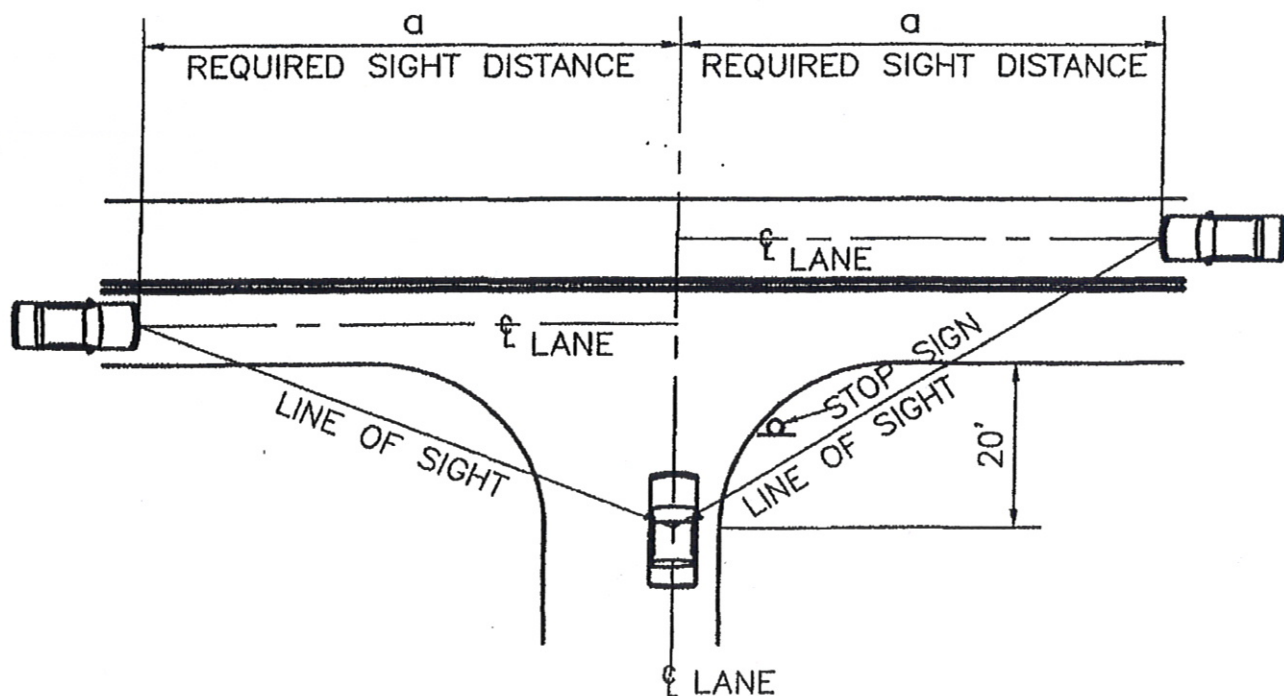 a
a
REQUIRED SIGHT DISTANCE
REQUIRED SIGHT DISTANCE
℄ LANE
℄ LANE
STOP SIGN
LINE OF SIGHT
LINE OF SIGHT
20'
℄ LANE